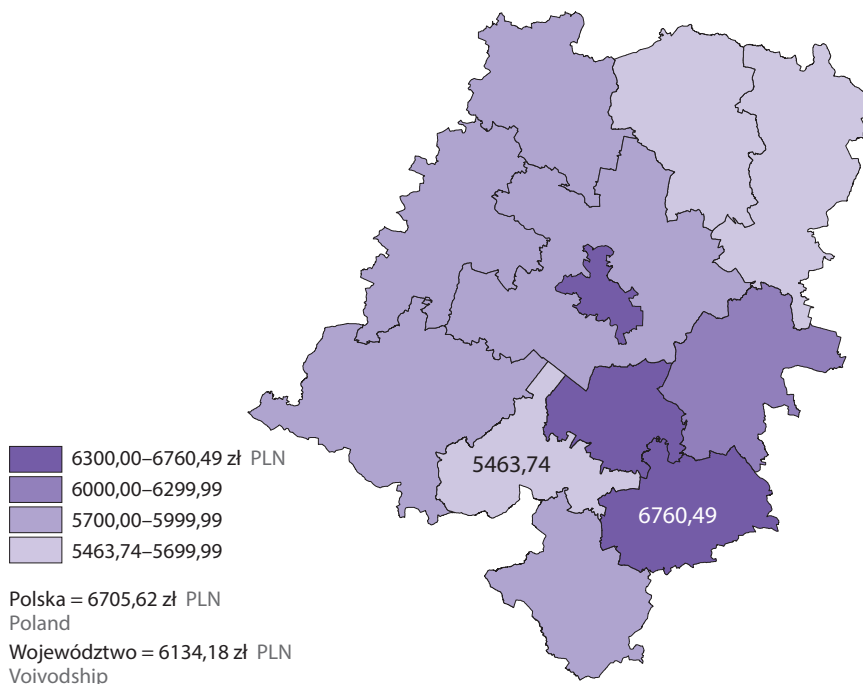 6300,00–6760,49 zł PLN
6000,00–6299,99
5700,00–5999,99
5463,74–5699,99
5463,74
6760,49
Polska = 6705,62 zł PLN
Poland
Województwo = 6134,18 zł PLN
Voivodship